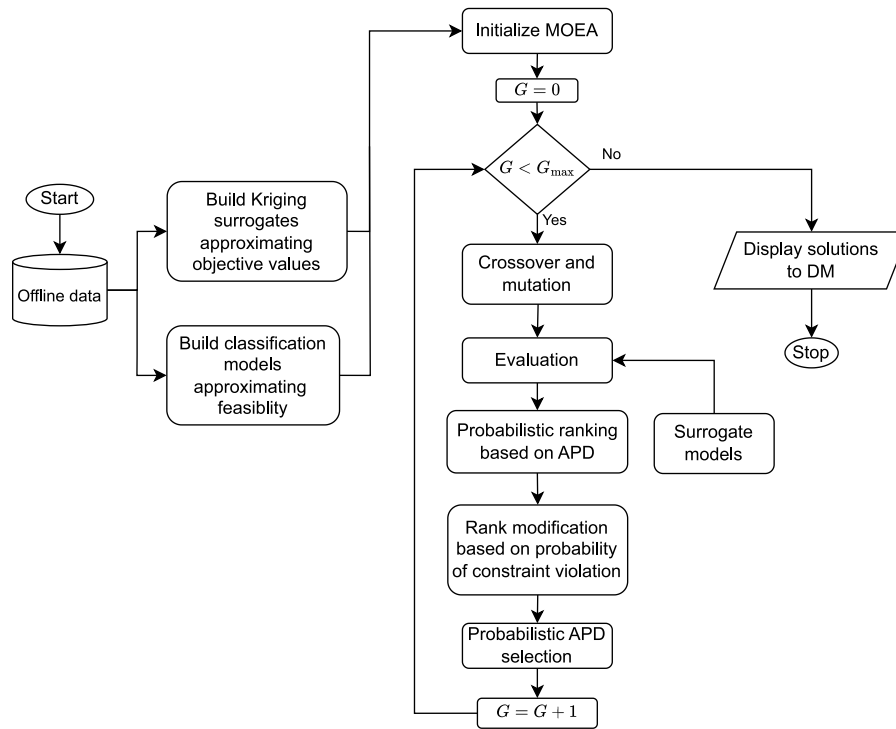 Start
Offline data
Build Kriging
surrogates
approximating
objective values
Build classification
models
approximating
feasiblity
Initialize MOEA
G = 0
G < G_max
No
Yes
Crossover and
mutation
Evaluation
Probabilistic ranking
based on APD
Rank modification
based on probability
of constraint violation
Probabilistic APD
selection
G = G + 1
Surrogate
models
Display solutions
to DM
Stop